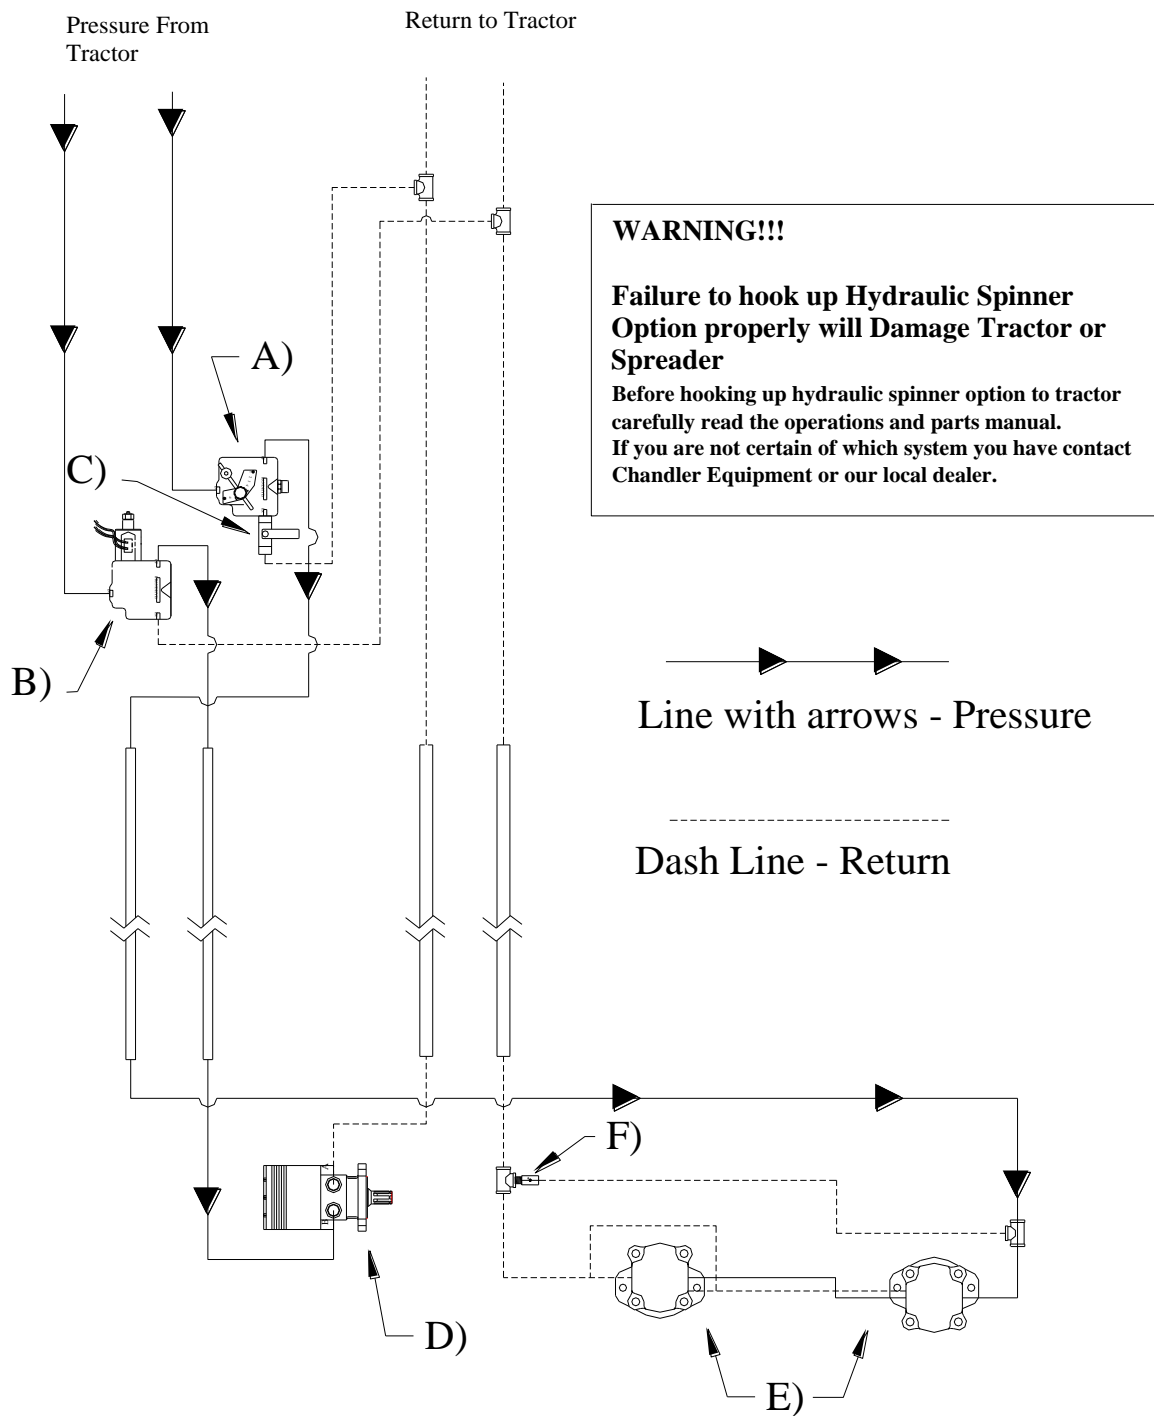 Pressure From
Tractor
Return to Tractor
WARNING!!!
Failure to hook up Hydraulic Spinner
Option properly will Damage Tractor or
Spreader
Before hooking up hydraulic spinner option to tractor
carefully read the operations and parts manual.
If you are not certain of which system you have contact
Chandler Equipment or our local dealer.
A)
C)
B)
Line with arrows - Pressure
Dash Line - Return
F)
D)
E)